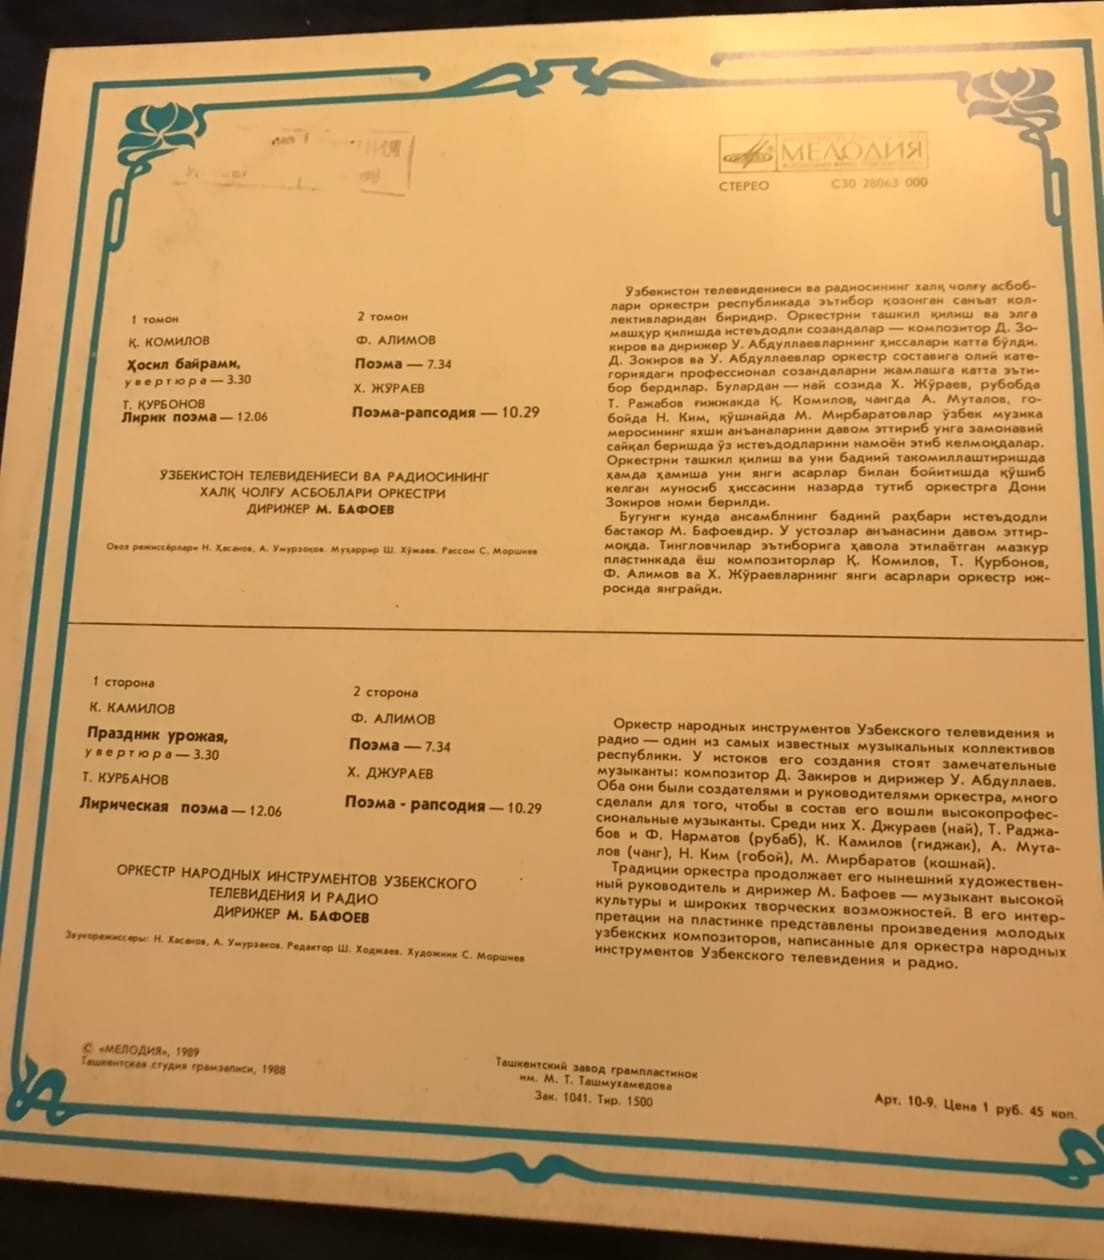 МЕЛОДИЯ
СТЕРЕО
С30 28063 000
1 томон
Қ. КОМИЛОВ
Ҳосил байрами,
увертюра — 3.30
Т. ҚУРБОНОВ
Лирик поэма — 12.06
2 томон
Ф. АЛИМОВ
Поэма — 7.34
Х. ЖЎРАЕВ
Поэма-рапсодия — 10.29
ЎЗБЕКИСТОН ТЕЛЕВИДЕНИЕСИ ВА РАДИОСИНИНГ
ХАЛҚ ЧОЛҒУ АСБОБЛАРИ ОРКЕСТРИ
ДИРИЖЕР М. БАФОЕВ
Овоз режиссёрлари Н. Ҳасанов, А. Умурзоқов. Муҳаррир Ш. Хўжаев. Рассом С. Моршнев
Ўзбекистон телевидениеси ва радиосининг халқ чолғу асбоб-
лари оркестри республикада эътибор қозонган санъат кол-
лективларидан биридир. Оркестрни ташкил қилиш ва элга
машҳур қилишда истеъдодли созандалар — композитор Д. Зо-
киров ва дирижер У. Абдуллаевларнинг ҳиссалари катта бўлди.
Д. Зокиров ва У. Абдуллаевлар оркестр составига олий кате-
гориядаги профессионал созандаларни жамлашга катта эъти-
бор бердилар. Булардан — най созида Х. Жўраев, рубобда
Т. Ражабов ғижжакда Қ. Комилов, чангда А. Муталов, го-
бойда Н. Ким, қўшнайда М. Мирбаратовлар ўзбек музика
меросининг яхши анъаналарини давом эттириб унга замонавий
сайқал беришда ўз истеъдодларини намоён этиб келмоқдалар.
Оркестрни ташкил қилиш ва уни бадиий такомиллаштиришда
ҳамда ҳамиша уни янги асарлар билан бойитишда қўшиб
келган муносиб ҳиссасини назарда тутиб оркестрга Дони
Зокиров номи берилди.
Бугунги кунда ансамблнинг бадиий раҳбари истеъдодли
бастакор М. Бафоевдир. У устозлар анъанасини давом эттир-
моқда. Тингловчилар эътиборига ҳавола этилаётган мазкур
пластинкада ёш композиторлар Қ. Комилов, Т. Қурбонов,
Ф. Алимов ва Х. Жўраевларнинг янги асарлари оркестр иж-
росида янграйди.
1 сторона
К. КАМИЛОВ
Праздник урожая,
увертюра — 3.30
Т. КУРБАНОВ
Лирическая поэма — 12.06
2 сторона
Ф. АЛИМОВ
Поэма — 7.34
Х. ДЖУРАЕВ
Поэма - рапсодия — 10.29
ОРКЕСТР НАРОДНЫХ ИНСТРУМЕНТОВ УЗБЕКСКОГО
ТЕЛЕВИДЕНИЯ И РАДИО
ДИРИЖЕР М. БАФОЕВ
Звукорежиссеры: Н. Хасанов, А. Умурзаков. Редактор Ш. Ходжаев. Художник С. Моршнев
Оркестр народных инструментов Узбекского телевидения и
радио — один из самых известных музыкальных коллективов
республики. У истоков его создания стоят замечательные
музыканты: композитор Д. Закиров и дирижер У. Абдуллаев.
Оба они были создателями и руководителями оркестра, много
сделали для того, чтобы в состав его вошли высокопрофес-
сиональные музыканты. Среди них Х. Джураев (най), Т. Раджа-
бов и Ф. Нарматов (рубаб), К. Камилов (гиджак), А. Мута-
лов (чанг), Н. Ким (гобой), М. Мирбаратов (кошнай).
Традиции оркестра продолжает его нынешний художествен-
ный руководитель и дирижер М. Бафоев — музыкант высокой
культуры и широких творческих возможностей. В его интер-
претации на пластинке представлены произведения молодых
узбекских композиторов, написанные для оркестра народных
инструментов Узбекского телевидения и радио.
© «МЕЛОДИЯ», 1989
Ташкентская студия грамзаписи, 1988
Ташкентский завод грампластинок
им. М. Т. Ташмухамедова
Зак. 1041. Тир. 1500
Арт. 10-9. Цена 1 руб. 45 коп.